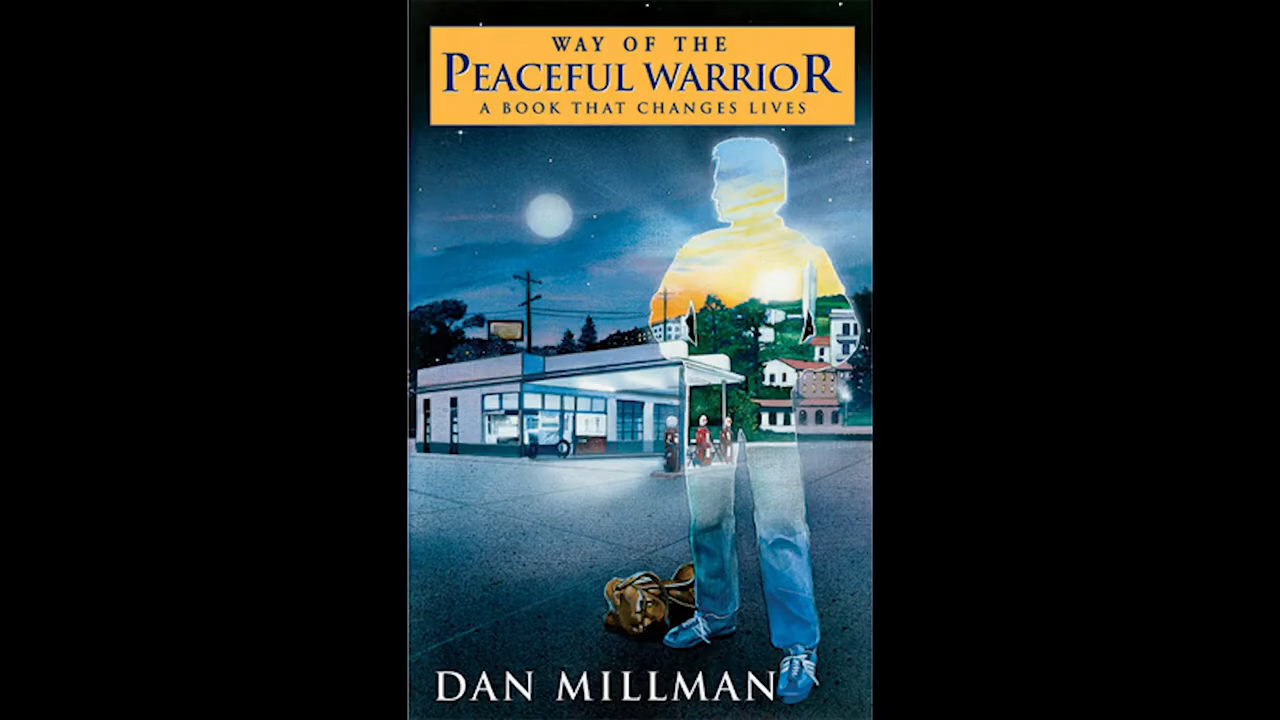 WAY OF THE
PEACEFUL WARRIOR
A BOOK THAT CHANGES LIVES
DAN MILLMAN